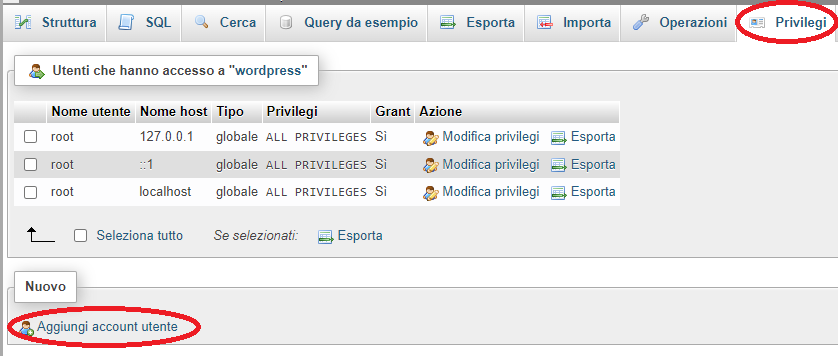 Struttura SQL Cerca Query da esempio Esporta Importa Operazioni Privilegi
Utenti che hanno accesso a "wordpress"
Nome utente Nome host Tipo Privilegi Grant Azione
root 127.0.0.1 globale ALL PRIVILEGES Sì Modifica privilegi Esporta
root ::1 globale ALL PRIVILEGES Sì Modifica privilegi Esporta
root localhost globale ALL PRIVILEGES Sì Modifica privilegi Esporta
Seleziona tutto Se selezionati: Esporta
Nuovo
Aggiungi account utente